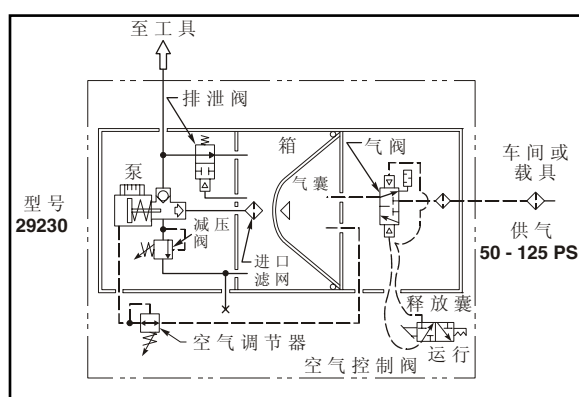 至工具
排泄阀
箱
气阀
车间或
载具
泵
气囊
型号
29230
减压
阀
进口
滤网
供气
50 - 125 PS
释放囊
空气调节器
运行
空气控制阀